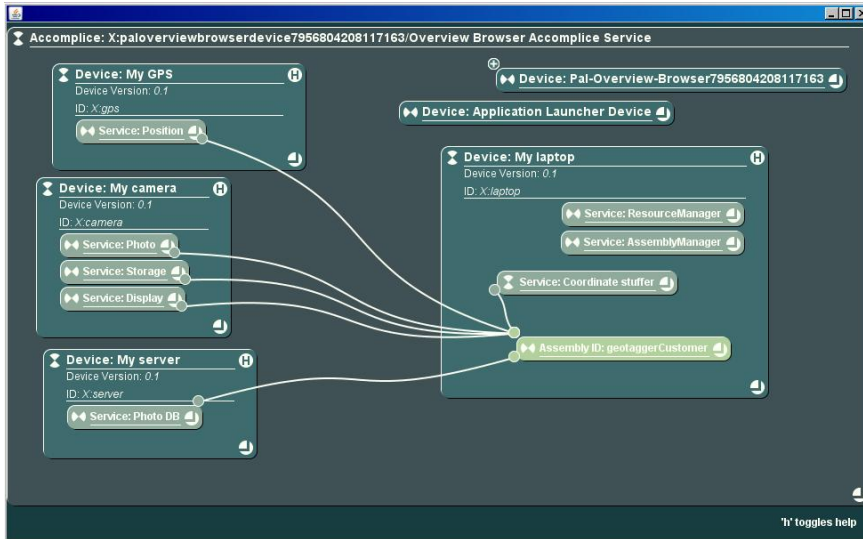 Accomplice: X:paloverviewbrowserdevice7956804208117163/Overview Browser Accomplice Service
Device: My GPS
Device Version: 0.1
ID: X:gps
Service: Position
Device: Pal-Overview-Browser7956804208117163
Device: Application Launcher Device
Device: My camera
Device Version: 0.1
ID: X:camera
Service: Photo
Service: Storage
Service: Display
Device: My laptop
Device Version: 0.1
ID: X:laptop
Service: ResourceManager
Service: AssemblyManager
Service: Coordinate stuffer
Assembly ID: geotaggerCustomer
Device: My server
Device Version: 0.1
ID: X:server
Service: Photo DB
'h' toggles help